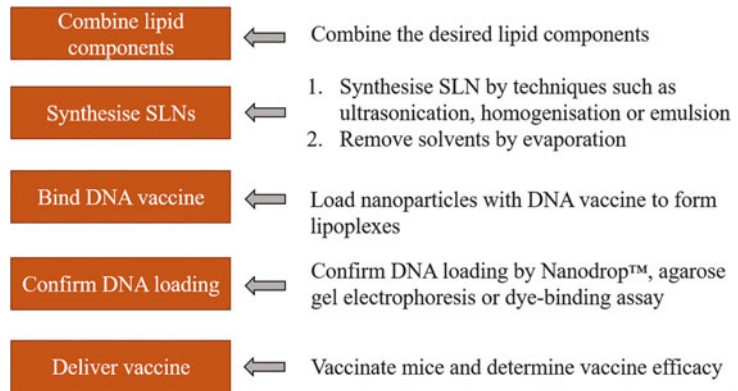 Combine lipid
components
Combine the desired lipid components
Synthesise SLNs
1. Synthesise SLN by techniques such as
ultrasonication, homogenisation or emulsion
2. Remove solvents by evaporation
Bind DNA vaccine
Load nanoparticles with DNA vaccine to form
lipoplexes
Confirm DNA loading
Confirm DNA loading by Nanodrop™, agarose
gel electrophoresis or dye-binding assay
Deliver vaccine
Vaccinate mice and determine vaccine efficacy